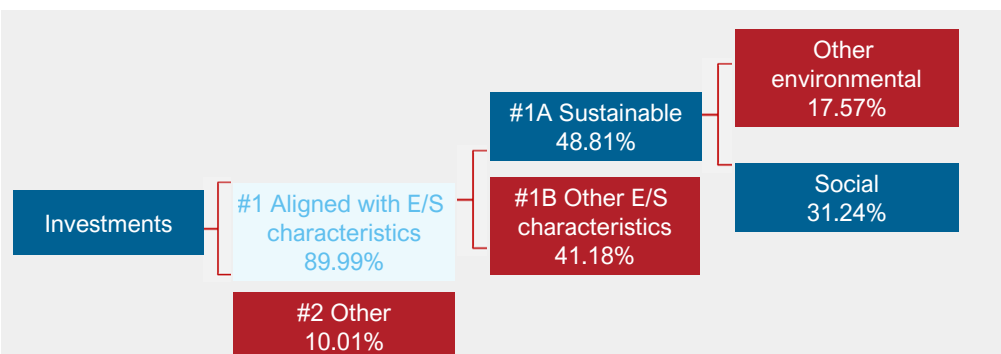 Investments
#1 Aligned with E/S
characteristics
89.99%
#2 Other
10.01%
#1A Sustainable
48.81%
#1B Other E/S
characteristics
41.18%
Other
environmental
17.57%
Social
31.24%